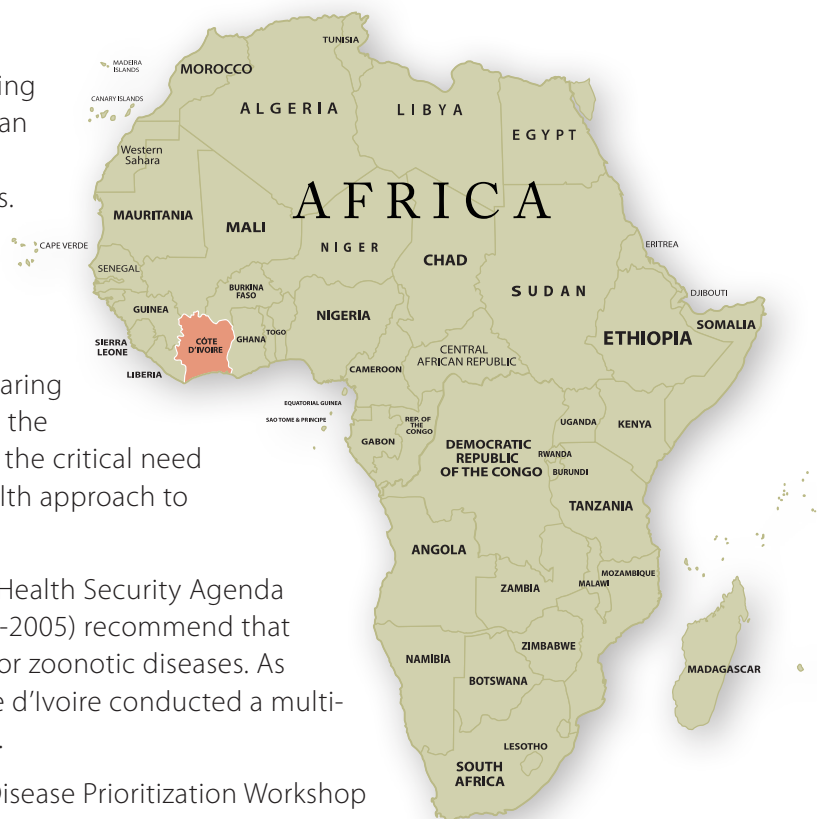 TUNISIA
MADEIRA
ISLANDS
MOROCCO
ing
CANARY ISLANDS
ALGERIA
LIBYA
an
EGYPT
Western
Sahara
s.
AFRICA
MAURITANIA
MALI
NIGER
CAPE VERDE
CHAD
ERITREA
SENEGAL
SUDAN
BURKINA
FASO
DJIBOUTI
GUINEA
NIGERIA
SOMALIA
SIERRA
LEONE
CÔTE
D'IVOIRE
GHANA
TOGO
ETHIOPIA
CENTRAL
AFRICAN REPUBLIC
LIBERIA
CAMEROON
aring
EQUATORIAL GUINEA
SAO TOME & PRINCIPE
REP. OF
THE
CONGO
UGANDA
KENYA
the
GABON
DEMOCRATIC
REPUBLIC
OF THE CONGO
RWANDA
BURUNDI
the critical need
lth approach to
TANZANIA
ANGOLA
MOZAMBIQUE
MALAWI
ZAMBIA
Health Security Agenda
-2005) recommend that
ZIMBABWE
NAMIBIA
MADAGASCAR
or zoonotic diseases. As
BOTSWANA
e d'Ivoire conducted a multi-
.
LESOTHO
SOUTH
AFRICA
Disease Prioritization Workshop